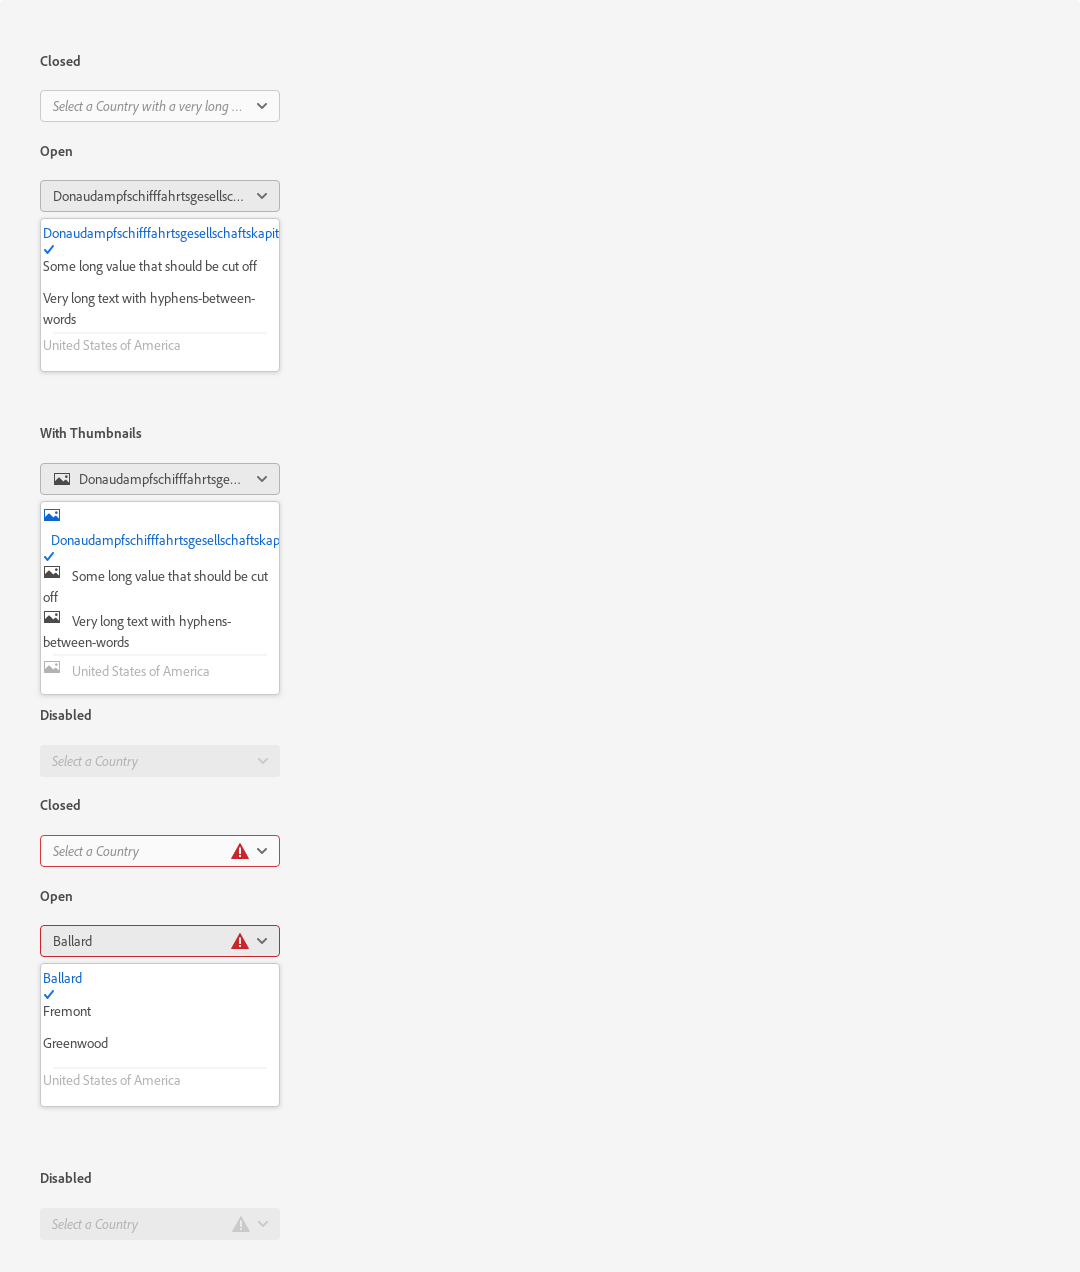 Closed
Select a Country with a very long …
Open
Donaudampfschifffahrtsgesellsc…
Donaudampfschifffahrtsgesellschaftskapit
Some long value that should be cut off
Very long text with hyphens-between-
words
United States of America
With Thumbnails
Donaudampfschifffahrtsge…
Donaudampfschifffahrtsgesellschaftskap
Some long value that should be cut
off
Very long text with hyphens-
between-words
United States of America
Disabled
Select a Country
Closed
Select a Country
Open
Ballard
Ballard
Fremont
Greenwood
United States of America
Disabled
Select a Country